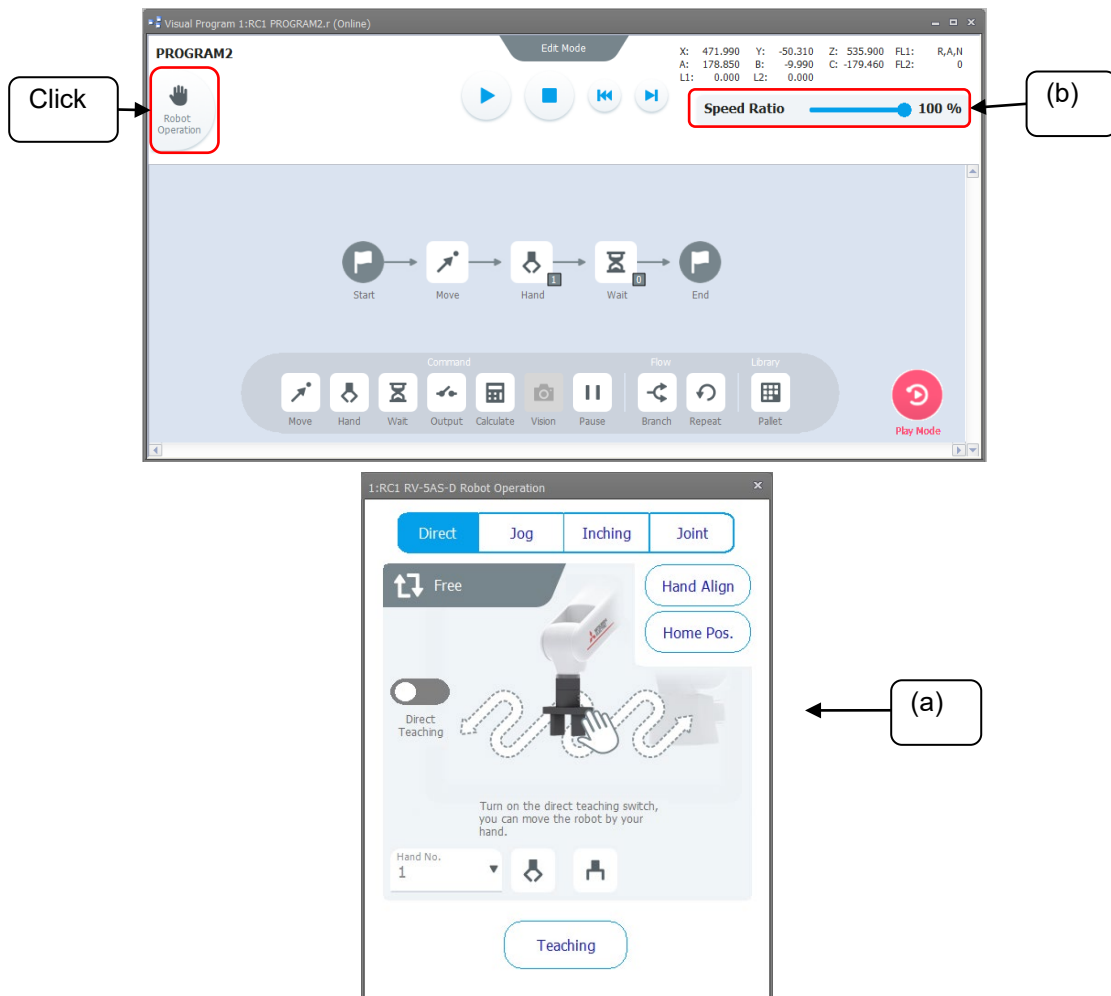 Visual Program 1:RC1 PROGRAM2.r (Online)
PROGRAM2
Edit Mode
X: 471.990 Y: -50.310 Z: 535.900 FL1: R,A,N
A: 178.850 B: -9.990 C: -179.460 FL2: 0
L1: 0.000 L2: 0.000
Click
Robot
Operation
Speed Ratio 100 %
(b)
1 0
Start Move Hand Wait End
Command Flow Library
Move Hand Wait Output Calculate Vision Pause Branch Repeat Pallet
Play Mode
1:RC1 RV-5AS-D Robot Operation
Direct Jog Inching Joint
Free
Hand Align
Home Pos.
Direct
Teaching
(a)
Turn on the direct teaching switch,
you can move the robot by your
hand.
Hand No.
1
Teaching